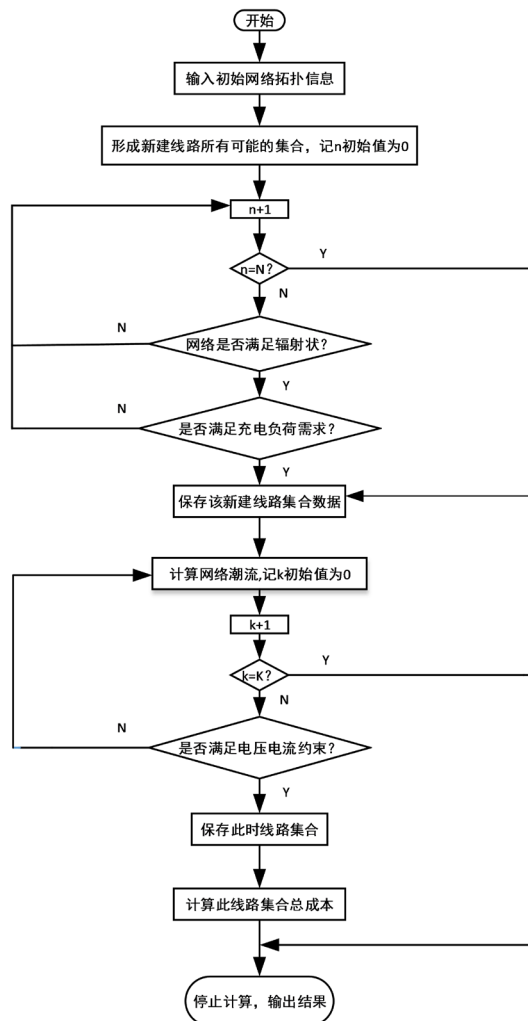 开始
输入初始网络拓扑信息
形成新建线路所有可能的集合，记n初始值为0
n+1
n=N？
Y
N
网络是否满足辐射状？
N
Y
是否满足充电负荷需求？
N
Y
保存该新建线路集合数据
计算网络潮流,记k初始值为0
k+1
k=K？
Y
N
是否满足电压电流约束？
N
Y
保存此时线路集合
计算此线路集合总成本
停止计算，输出结果